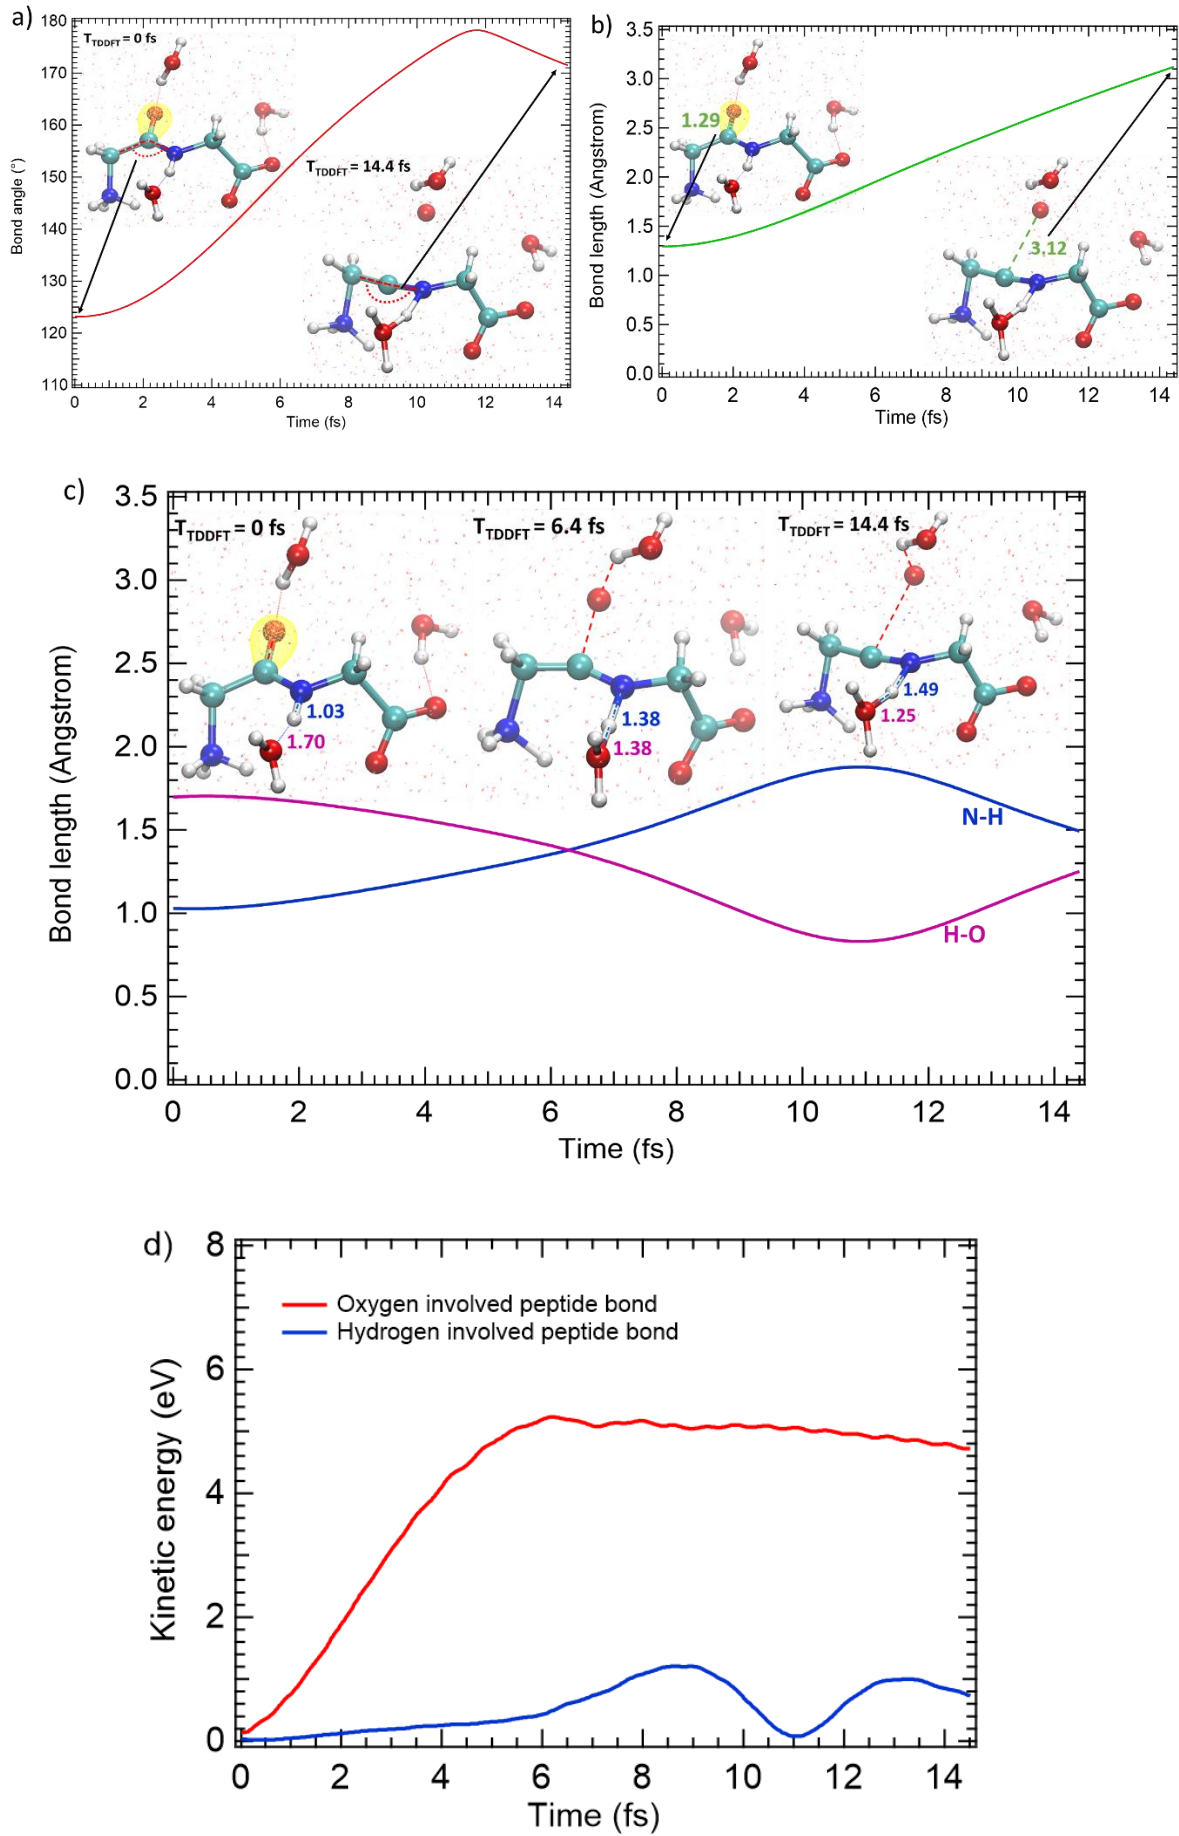 a)
T_TDDFT = 0 fs
T_TDDFT = 14.4 fs
180
170
160
150
140
130
120
110
Bond angle (°)
0 2 4 6 8 10 12 14
Time (fs)
b)
1.29
3.12
3.5
3.0
2.5
2.0
1.5
1.0
0.5
0.0
Bond length (Angstrom)
0 2 4 6 8 10 12 14
Time (fs)
c)
T_TDDFT = 0 fs
T_TDDFT = 6.4 fs
T_TDDFT = 14.4 fs
1.03
1.70
1.38
1.38
1.49
1.25
N-H
H-O
3.5
3.0
2.5
2.0
1.5
1.0
0.5
0.0
Bond length (Angstrom)
0 2 4 6 8 10 12 14
Time (fs)
d)
Oxygen involved peptide bond
Hydrogen involved peptide bond
8
6
4
2
0
Kinetic energy (eV)
0 2 4 6 8 10 12 14
Time (fs)